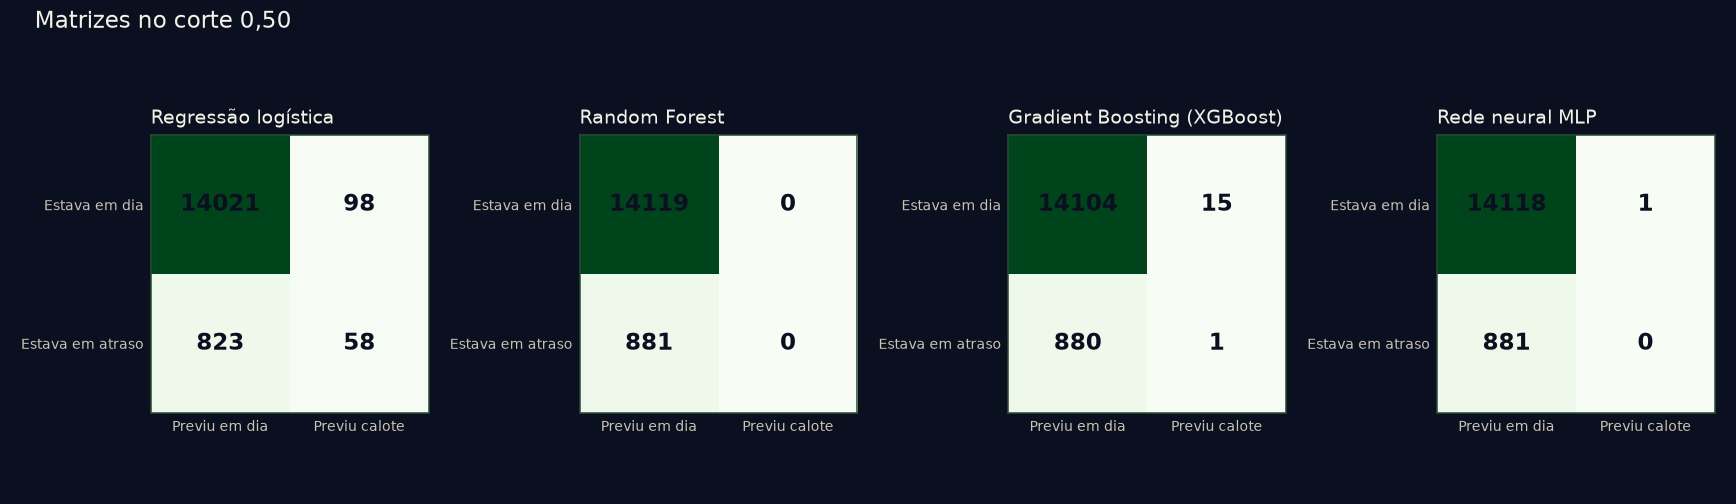 Matrizes no corte 0,50
Regressão logística
Estava em dia 14021 98
Estava em atraso 823 58
Previu em dia Previu calote
Random Forest
Estava em dia 14119 0
Estava em atraso 881 0
Previu em dia Previu calote
Gradient Boosting (XGBoost)
Estava em dia 14104 15
Estava em atraso 880 1
Previu em dia Previu calote
Rede neural MLP
Estava em dia 14118 1
Estava em atraso 881 0
Previu em dia Previu calote